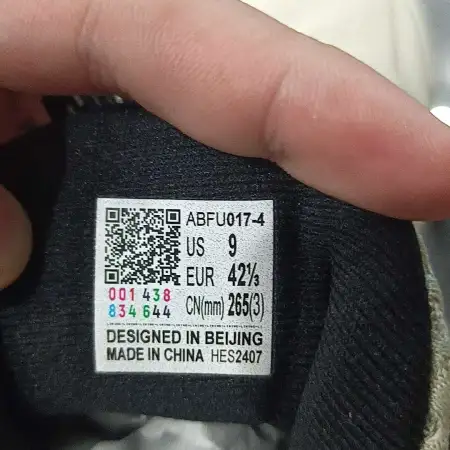 ABFU017-4
US 9
EUR 42⅓
001 438
834 644
CN(mm) 265(3)
DESIGNED IN BEIJING
MADE IN CHINA HES2407